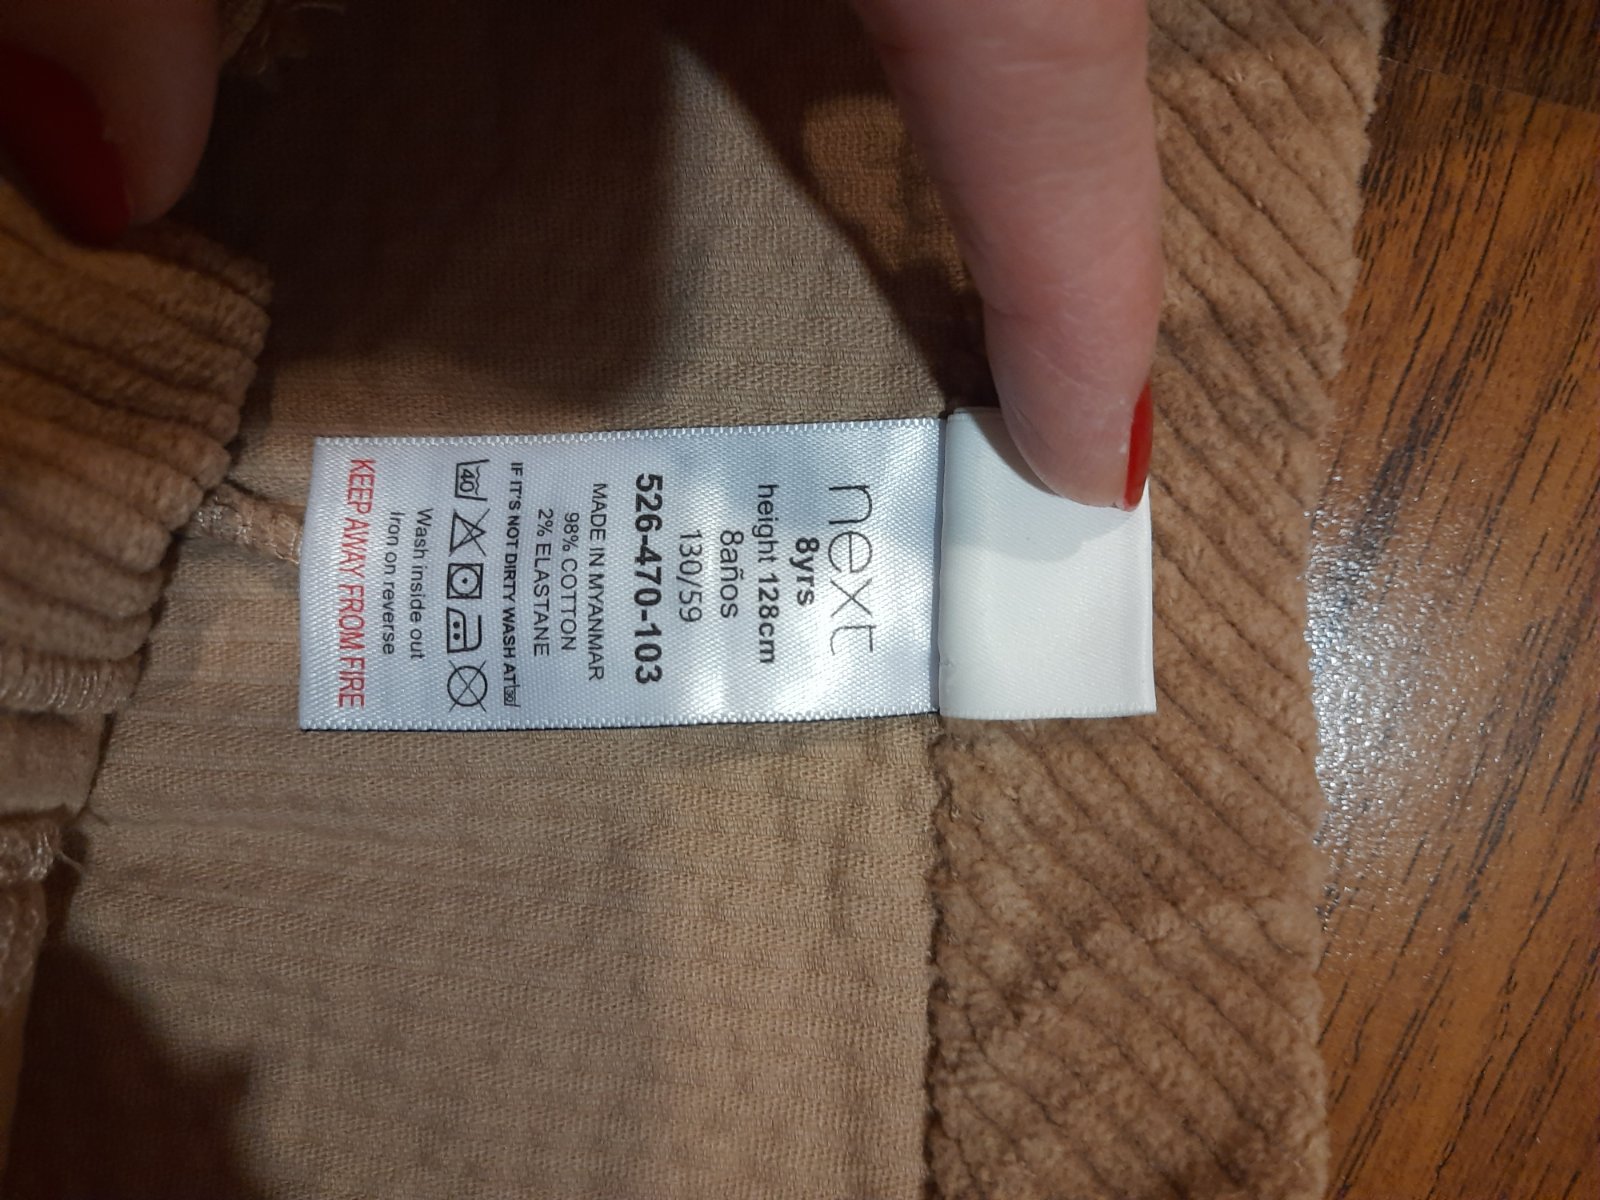 next
8yrs
height 128cm
8años
130/59
526-470-103
MADE IN MYANMAR
98% COTTON
2% ELASTANE
IF IT'S NOT DIRTY WASH AT 30
40
Wash inside out
Iron on reverse
KEEP AWAY FROM FIRE